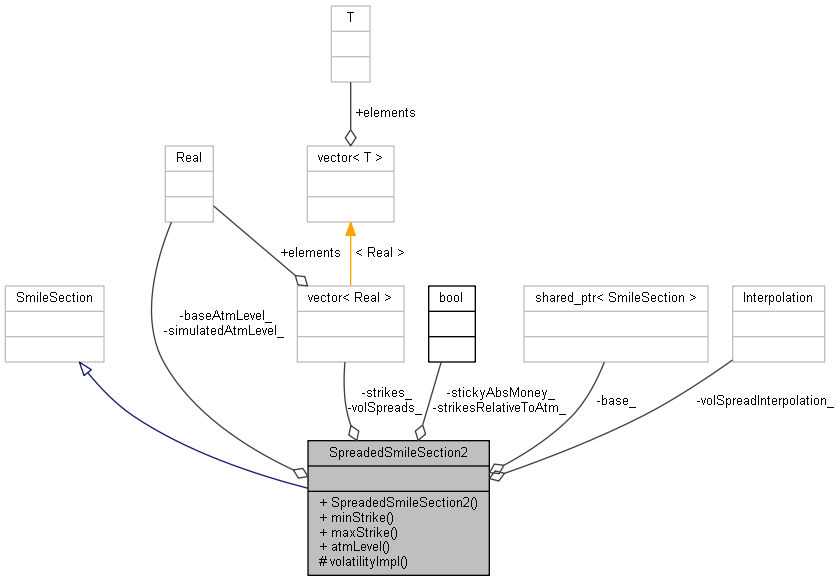 T
+elements
Real
vector< T >
+elements
< Real >
SmileSection
vector< Real >
bool
shared_ptr< SmileSection >
Interpolation
-baseAtmLevel_
-simulatedAtmLevel_
-strikes_
-volSpreads_
-stickyAbsMoney_
-strikesRelativeToAtm_
-base_
-volSpreadInterpolation_
SpreadedSmileSection2
+ SpreadedSmileSection2()
+ minStrike()
+ maxStrike()
+ atmLevel()
# volatilityImpl()